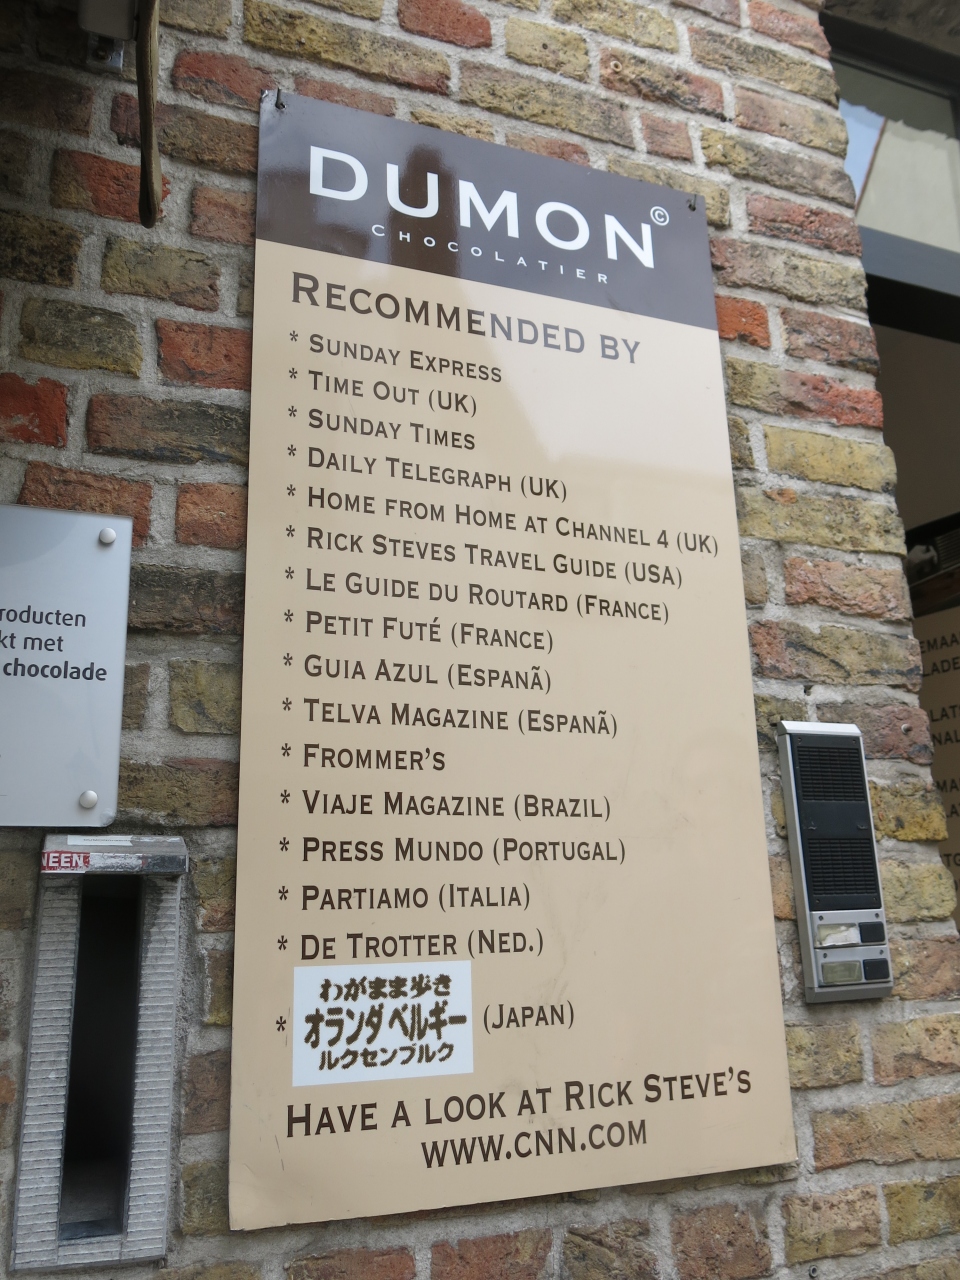 DUMON©
CHOCOLATIER
RECOMMENDED BY
* SUNDAY EXPRESS
* TIME OUT (UK)
* SUNDAY TIMES
* DAILY TELEGRAPH (UK)
* HOME FROM HOME AT CHANNEL 4 (UK)
* RICK STEVES TRAVEL GUIDE (USA)
* LE GUIDE DU ROUTARD (FRANCE)
* PETIT FUTÉ (FRANCE)
* GUIA AZUL (ESPANÃ)
* TELVA MAGAZINE (ESPANÃ)
* FROMMER'S
* VIAJE MAGAZINE (BRAZIL)
* PRESS MUNDO (PORTUGAL)
* PARTIAMO (ITALIA)
* DE TROTTER (NED.)
わがまま歩き
* オランダ ベルギー (JAPAN)
ルクセンブルク
HAVE A LOOK AT RICK STEVE'S
WWW.CNN.COM
roducten
kt met
chocolade
NEEN